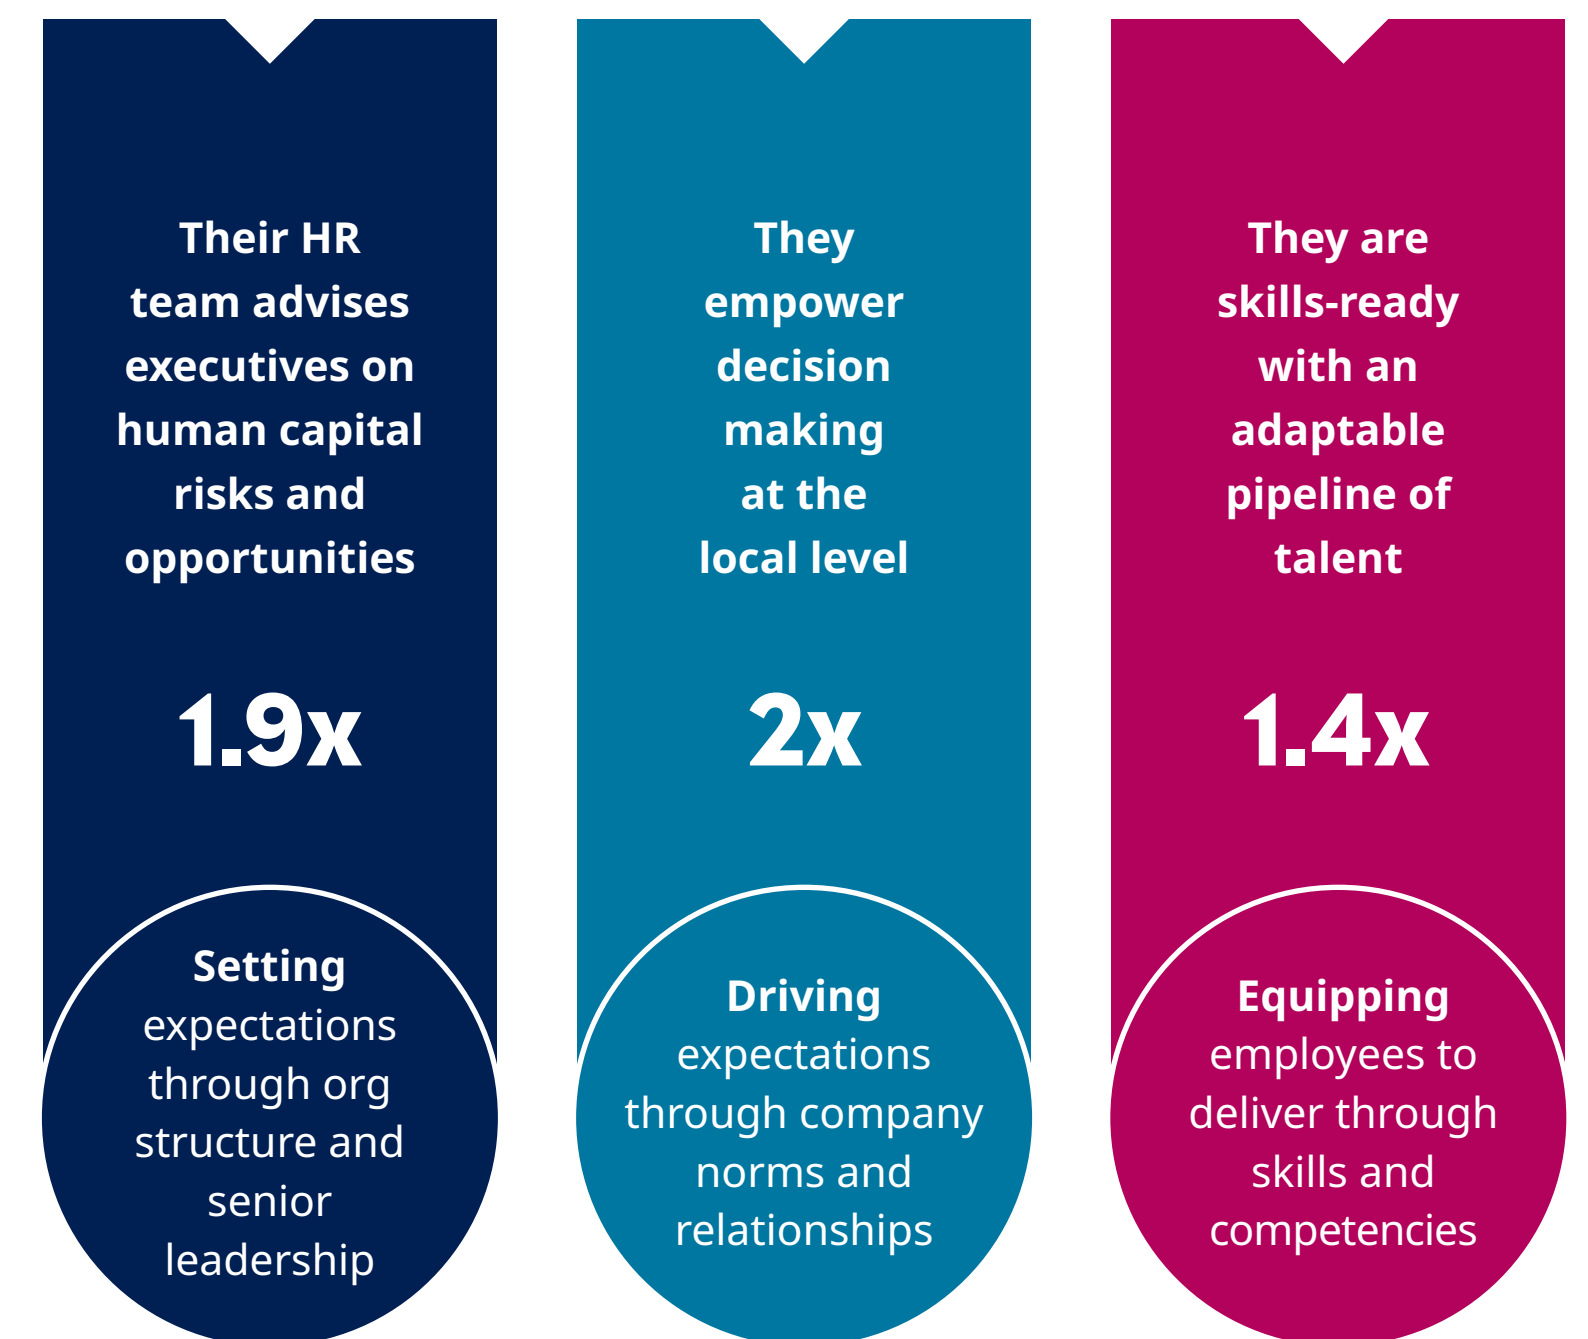 Their HR
team advises
executives on
human capital
risks and
opportunities
1.9x
Setting
expectations
through org
structure and
senior
leadership
They
empower
decision
making
at the
local level
2x
Driving
expectations
through company
norms and
relationships
They are
skills-ready
with an
adaptable
pipeline of
talent
1.4x
Equipping
employees to
deliver through
skills and
competencies